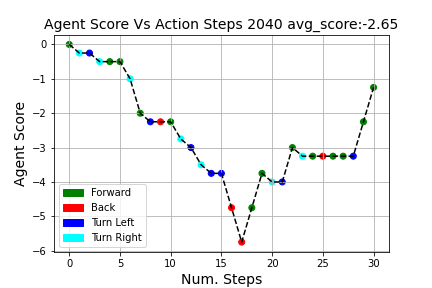 Agent Score Vs Action Steps 2040 avg_score:-2.65
0
−1
−2
−3
−4
−5
−6
Agent Score
Forward
Back
Turn Left
Turn Right
0 5 10 15 20 25 30
Num. Steps